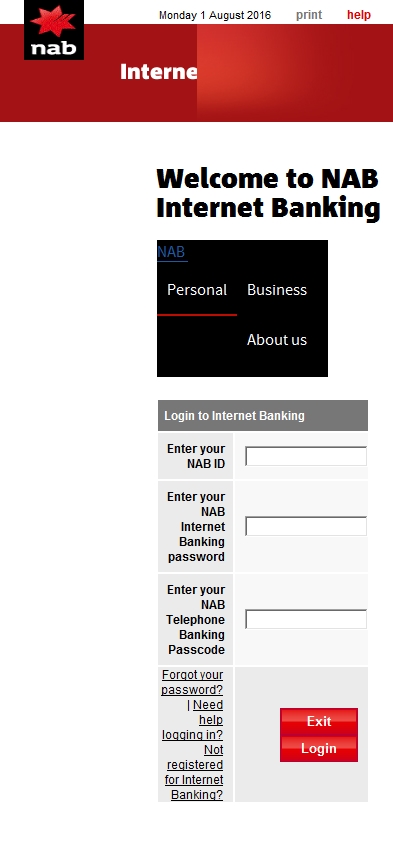 nab
Monday 1 August 2016 print help
Interne
Welcome to NAB
Internet Banking
NAB
Personal Business
About us
Login to Internet Banking
Enter your
NAB ID
Enter your
NAB
Internet
Banking
password
Enter your
NAB
Telephone
Banking
Passcode
Forgot your
password?
| Need
help
logging in?
Not
registered
for Internet
Banking?
Exit
Login